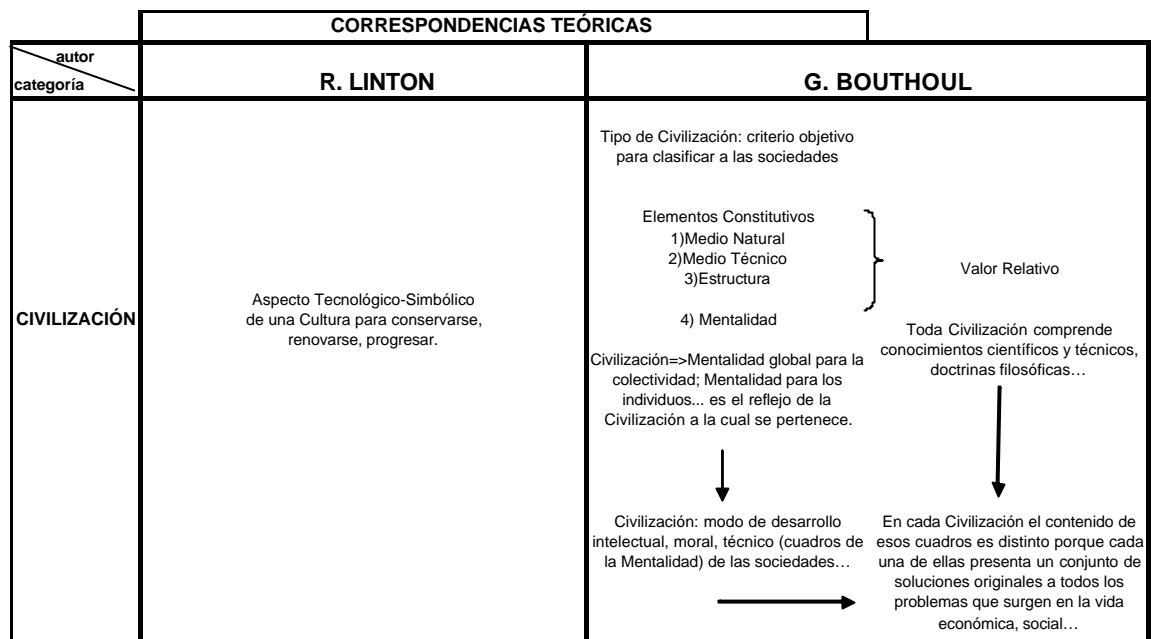 CORRESPONDENCIAS TEÓRICAS
autor
categoría
R. LINTON
G. BOUTHOUL
CIVILIZACIÓN
Aspecto Tecnológico-Simbólico
de una Cultura para conservarse,
renovarse, progresar.
Tipo de Civilización: criterio objetivo
para clasificar a las sociedades
Elementos Constitutivos
1)Medio Natural
2)Medio Técnico
3)Estructura
4) Mentalidad
Valor Relativo
Civilización=>Mentalidad global para la
colectividad; Mentalidad para los
individuos... es el reflejo de la
Civilización a la cual se pertenece.
Toda Civilización comprende
conocimientos científicos y técnicos,
doctrinas filosóficas…
Civilización: modo de desarrollo
intelectual, moral, técnico (cuadros de
la Mentalidad) de las sociedades…
En cada Civilización el contenido de
esos cuadros es distinto porque cada
una de ellas presenta un conjunto de
soluciones originales a todos los
problemas que surgen en la vida
económica, social…